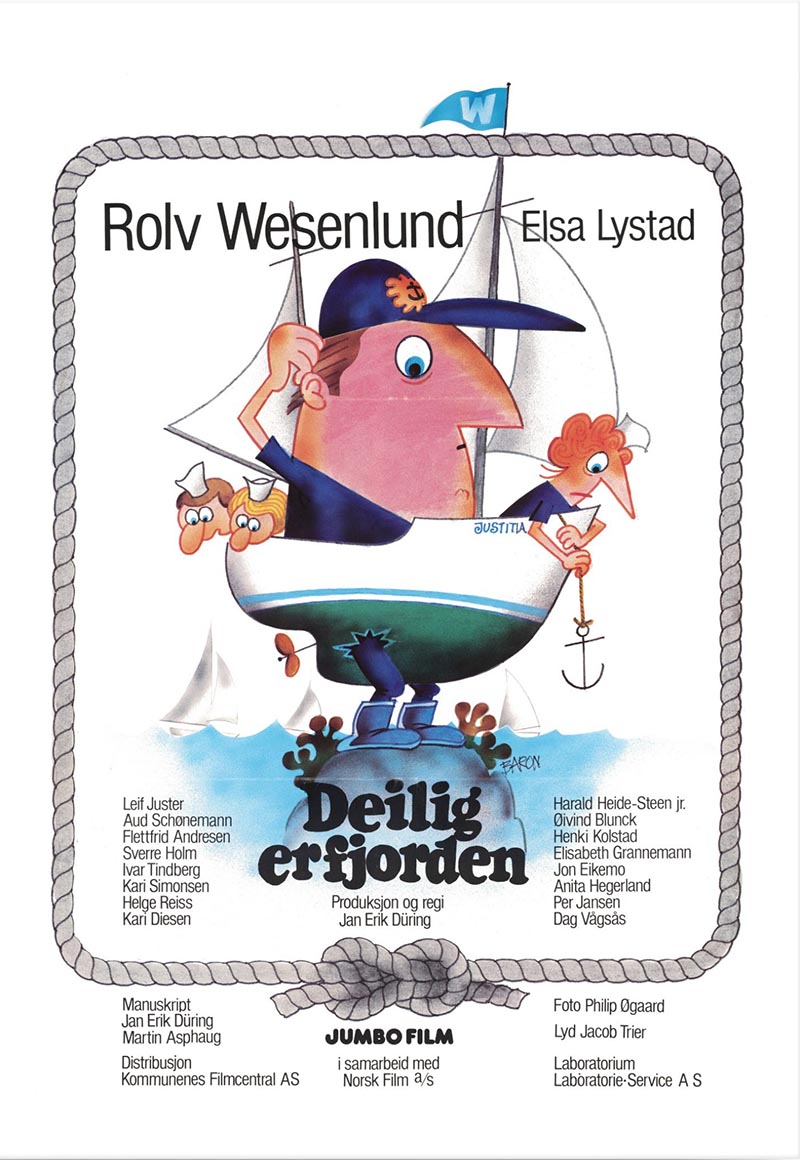 W
Rolv Wesenlund
Elsa Lystad
JUSTITIA
BARON
Deilig
er fjorden
Produksjon og regi
Jan Erik Düring
Leif Juster
Aud Schønemann
Flettfrid Andresen
Sverre Holm
Ivar Tindberg
Kari Simonsen
Helge Reiss
Kari Diesen
Harald Heide-Steen jr.
Øivind Blunck
Henki Kolstad
Elisabeth Grannemann
Jon Eikemo
Anita Hegerland
Per Jansen
Dag Vågsås
Manuskript
Jan Erik Düring
Martin Asphaug
Distribusjon
Kommunenes Filmcentral AS
JUMBO FILM
i samarbeid med
Norsk Film a/s
Foto Philip Øgaard
Lyd Jacob Trier
Laboratorium
Laboratorie-Service A S